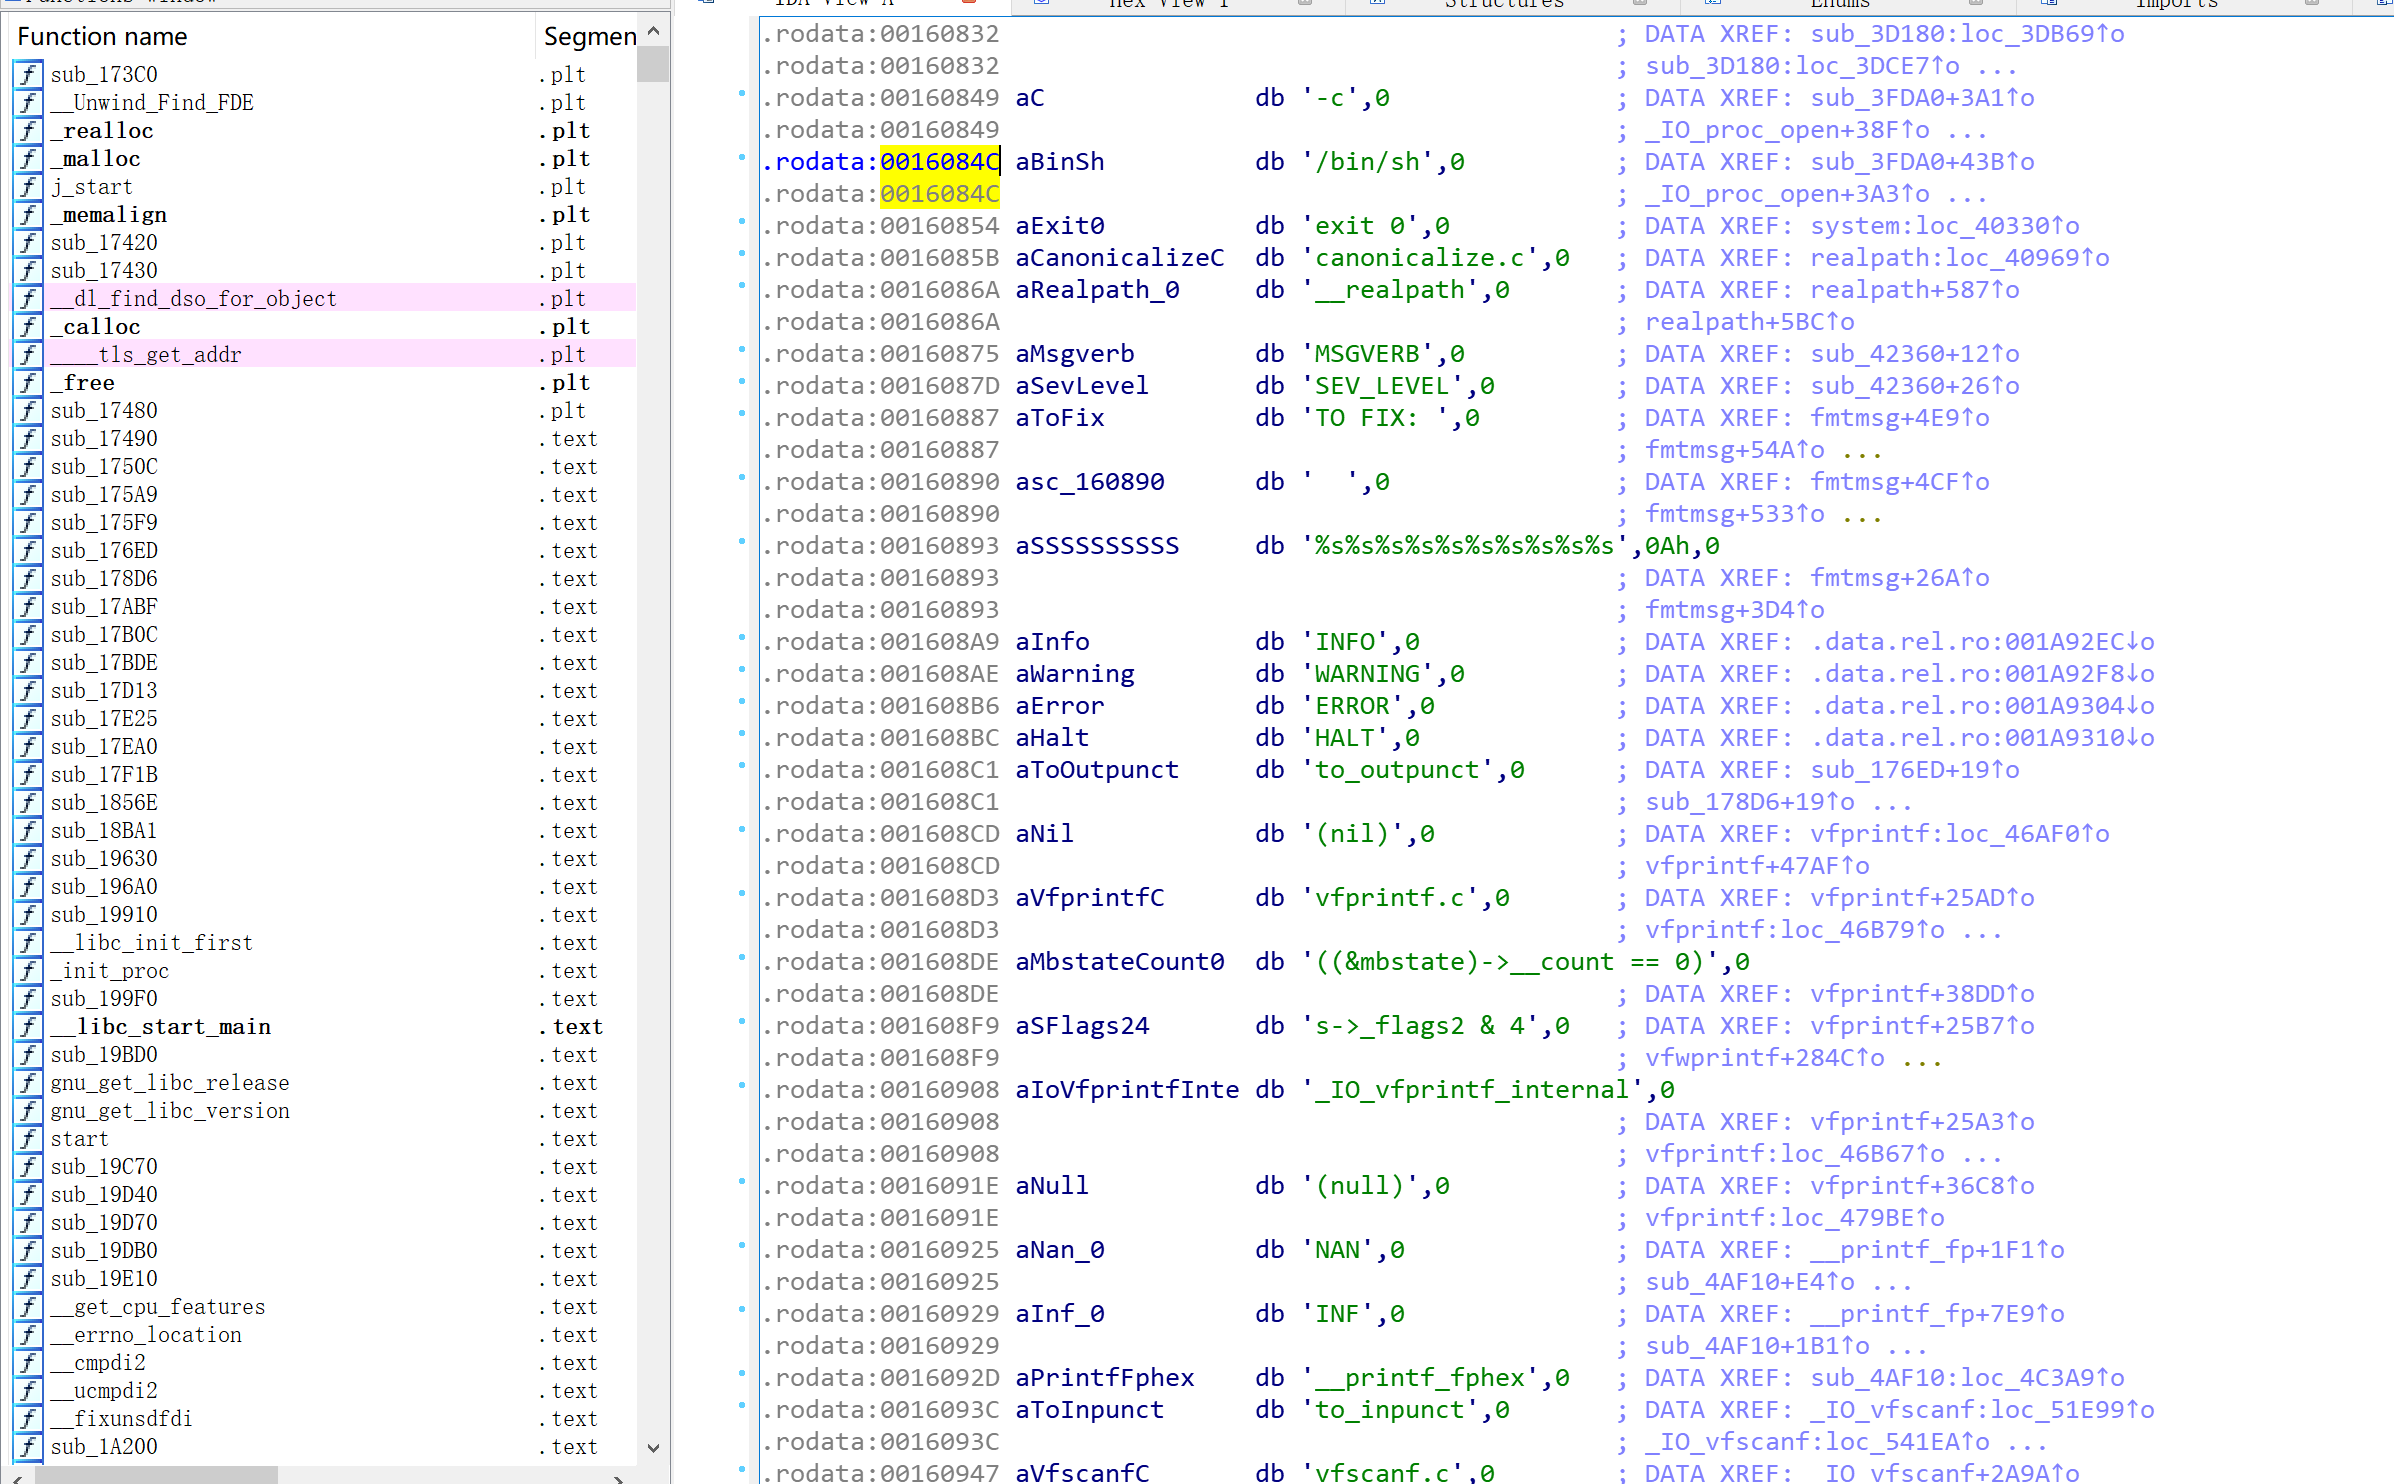 Functions window
IDA View-A
Hex View-1
Structures
Enums
Imports
Function name Segmen
sub_173C0 .plt
__Unwind_Find_FDE .plt
_realloc .plt
_malloc .plt
j_start .plt
_memalign .plt
sub_17420 .plt
sub_17430 .plt
__dl_find_dso_for_object .plt
_calloc .plt
____tls_get_addr .plt
_free .plt
sub_17480 .plt
sub_17490 .text
sub_1750C .text
sub_175A9 .text
sub_175F9 .text
sub_176ED .text
sub_178D6 .text
sub_17ABF .text
sub_17B0C .text
sub_17BDE .text
sub_17D13 .text
sub_17E25 .text
sub_17EA0 .text
sub_17F1B .text
sub_1856E .text
sub_18BA1 .text
sub_19630 .text
sub_196A0 .text
sub_19910 .text
__libc_init_first .text
_init_proc .text
sub_199F0 .text
__libc_start_main .text
sub_19BD0 .text
gnu_get_libc_release .text
gnu_get_libc_version .text
start .text
sub_19C70 .text
sub_19D40 .text
sub_19D70 .text
sub_19DB0 .text
sub_19E10 .text
__get_cpu_features .text
__errno_location .text
__cmpdi2 .text
__ucmpdi2 .text
__fixunsdfdi .text
sub_1A200 .text
.rodata:00160832 ; DATA XREF: sub_3D180:loc_3DB69↑o
.rodata:00160832 ; sub_3D180:loc_3DCE7↑o ...
.rodata:00160849 aC db '-c',0 ; DATA XREF: sub_3FDA0+3A1↑o
.rodata:00160849 ; _IO_proc_open+38F↑o ...
.rodata:0016084C aBinSh db '/bin/sh',0 ; DATA XREF: sub_3FDA0+43B↑o
.rodata:0016084C ; _IO_proc_open+3A3↑o ...
.rodata:00160854 aExit0 db 'exit 0',0 ; DATA XREF: system:loc_40330↑o
.rodata:0016085B aCanonicalizeC db 'canonicalize.c',0 ; DATA XREF: realpath:loc_40969↑o
.rodata:0016086A aRealpath_0 db '__realpath',0 ; DATA XREF: realpath+587↑o
.rodata:0016086A ; realpath+5BC↑o
.rodata:00160875 aMsgverb db 'MSGVERB',0 ; DATA XREF: sub_42360+12↑o
.rodata:0016087D aSevLevel db 'SEV_LEVEL',0 ; DATA XREF: sub_42360+26↑o
.rodata:00160887 aToFix db 'TO FIX: ',0 ; DATA XREF: fmtmsg+4E9↑o
.rodata:00160887 ; fmtmsg+54A↑o ...
.rodata:00160890 asc_160890 db '  ',0 ; DATA XREF: fmtmsg+4CF↑o
.rodata:00160890 ; fmtmsg+533↑o ...
.rodata:00160893 aSSSSSSSSSS db '%s%s%s%s%s%s%s%s%s%s',0Ah,0
.rodata:00160893 ; DATA XREF: fmtmsg+26A↑o
.rodata:00160893 ; fmtmsg+3D4↑o
.rodata:001608A9 aInfo db 'INFO',0 ; DATA XREF: .data.rel.ro:001A92EC↓o
.rodata:001608AE aWarning db 'WARNING',0 ; DATA XREF: .data.rel.ro:001A92F8↓o
.rodata:001608B6 aError db 'ERROR',0 ; DATA XREF: .data.rel.ro:001A9304↓o
.rodata:001608BC aHalt db 'HALT',0 ; DATA XREF: .data.rel.ro:001A9310↓o
.rodata:001608C1 aToOutpunct db 'to_outpunct',0 ; DATA XREF: sub_176ED+19↑o
.rodata:001608C1 ; sub_178D6+19↑o ...
.rodata:001608CD aNil db '(nil)',0 ; DATA XREF: vfprintf:loc_46AF0↑o
.rodata:001608CD ; vfprintf+47AF↑o
.rodata:001608D3 aVfprintfC db 'vfprintf.c',0 ; DATA XREF: vfprintf+25AD↑o
.rodata:001608D3 ; vfprintf:loc_46B79↑o ...
.rodata:001608DE aMbstateCount0 db '((&mbstate)->__count == 0)',0
.rodata:001608DE ; DATA XREF: vfprintf+38DD↑o
.rodata:001608F9 aSFlags24 db 's->_flags2 & 4',0 ; DATA XREF: vfprintf+25B7↑o
.rodata:001608F9 ; vfwprintf+284C↑o ...
.rodata:00160908 aIoVfprintfInte db '_IO_vfprintf_internal',0
.rodata:00160908 ; DATA XREF: vfprintf+25A3↑o
.rodata:00160908 ; vfprintf:loc_46B67↑o ...
.rodata:0016091E aNull db '(null)',0 ; DATA XREF: vfprintf+36C8↑o
.rodata:0016091E ; vfprintf:loc_479BE↑o
.rodata:00160925 aNan_0 db 'NAN',0 ; DATA XREF: __printf_fp+1F1↑o
.rodata:00160925 ; sub_4AF10+E4↑o ...
.rodata:00160929 aInf_0 db 'INF',0 ; DATA XREF: __printf_fp+7E9↑o
.rodata:00160929 ; sub_4AF10+1B1↑o ...
.rodata:0016092D aPrintfFphex db '__printf_fphex',0 ; DATA XREF: sub_4AF10:loc_4C3A9↑o
.rodata:0016093C aToInpunct db 'to_inpunct',0 ; DATA XREF: _IO_vfscanf:loc_51E99↑o
.rodata:0016093C ; _IO_vfscanf:loc_541EA↑o ...
.rodata:00160947 aVfscanfC db 'vfscanf.c',0 ; DATA XREF: _IO_vfscanf+2A9A↑o